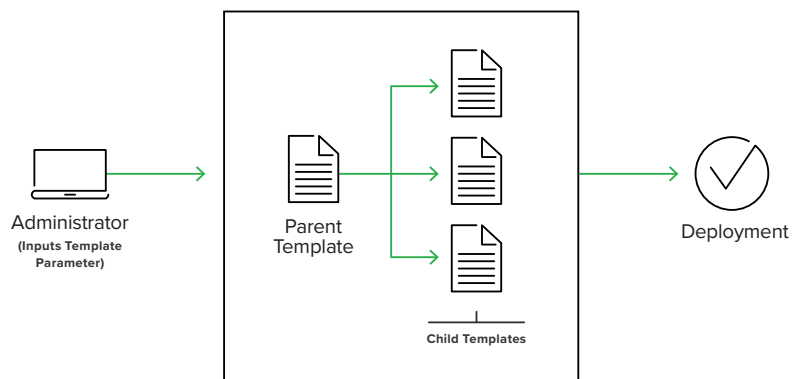 Administrator
(Inputs Template
Parameter)
Parent
Template
Child Templates
Deployment